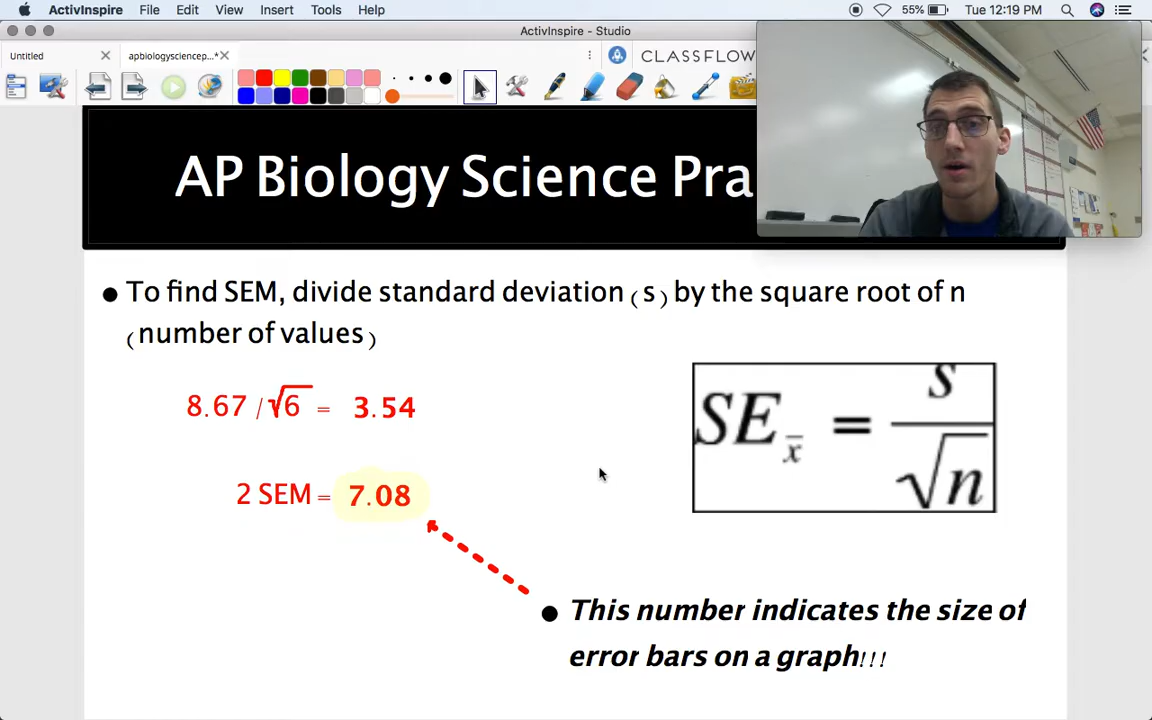 ActivInspire File Edit View Insert Tools Help 55% Tue 12:19 PM
ActivInspire - Studio
Untitled apbiologysciencep...* CLASSFLOW
AP Biology Science Pra
• To find SEM, divide standard deviation (s) by the square root of n
(number of values)
8.67 /√6 = 3.54
SE x̄ = s / √n
2 SEM = 7.08
• This number indicates the size of
error bars on a graph!!!